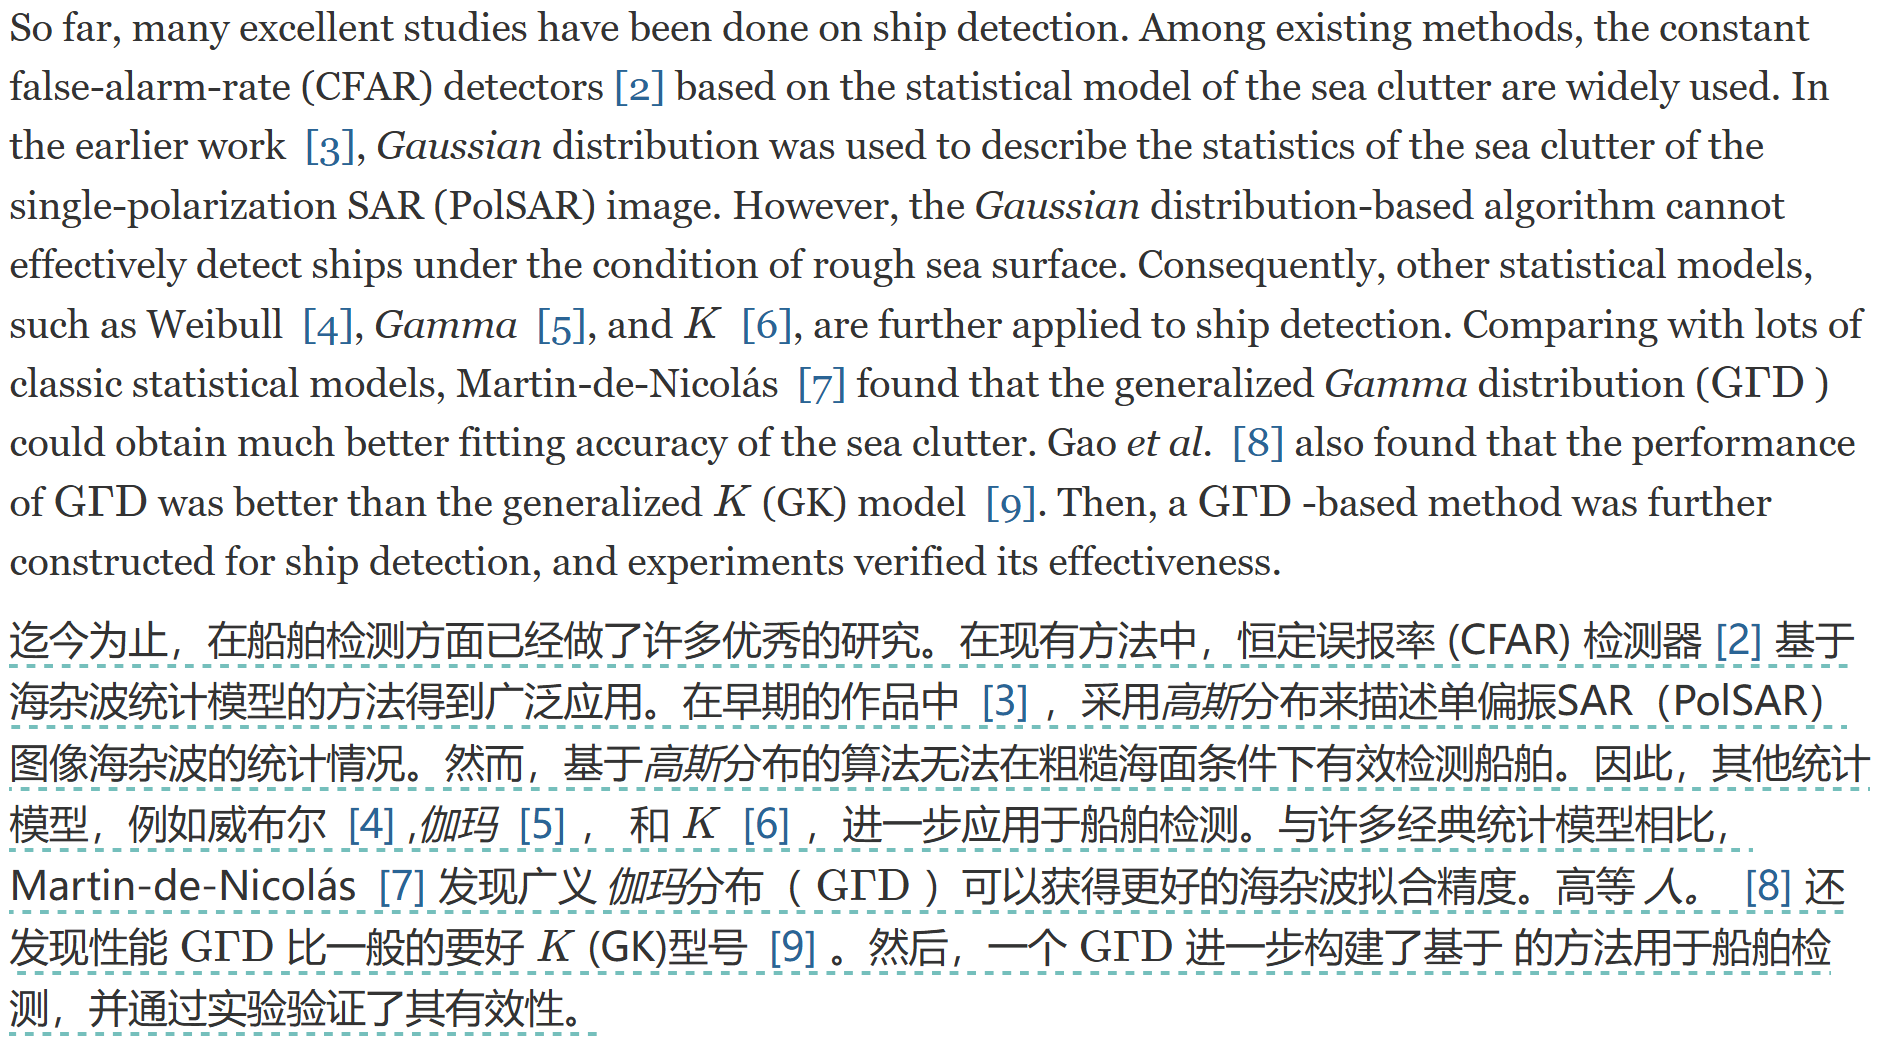 So far, many excellent studies have been done on ship detection. Among existing methods, the constant
false-alarm-rate (CFAR) detectors [2] based on the statistical model of the sea clutter are widely used. In
the earlier work [3], Gaussian distribution was used to describe the statistics of the sea clutter of the
single-polarization SAR (PolSAR) image. However, the Gaussian distribution-based algorithm cannot
effectively detect ships under the condition of rough sea surface. Consequently, other statistical models,
such as Weibull [4], Gamma [5], and K [6], are further applied to ship detection. Comparing with lots of
classic statistical models, Martin-de-Nicolás [7] found that the generalized Gamma distribution (GΓD )
could obtain much better fitting accuracy of the sea clutter. Gao et al. [8] also found that the performance
of GΓD was better than the generalized K (GK) model [9]. Then, a GΓD -based method was further
constructed for ship detection, and experiments verified its effectiveness.
迄今为止，在船舶检测方面已经做了许多优秀的研究。在现有方法中，恒定误报率 (CFAR) 检测器 [2] 基于
海杂波统计模型的方法得到广泛应用。在早期的作品中 [3] ，采用高斯分布来描述单偏振SAR（PolSAR）
图像海杂波的统计情况。然而，基于高斯分布的算法无法在粗糙海面条件下有效检测船舶。因此，其他统计
模型，例如威布尔 [4] ,伽玛 [5] ， 和 K [6] ，进一步应用于船舶检测。与许多经典统计模型相比，
Martin-de-Nicolás [7] 发现广义 伽玛分布（ GΓD ）可以获得更好的海杂波拟合精度。高等 人。 [8] 还
发现性能 GΓD 比一般的要好 K (GK)型号 [9] 。然后，一个 GΓD 进一步构建了基于 的方法用于船舶检
测，并通过实验验证了其有效性。